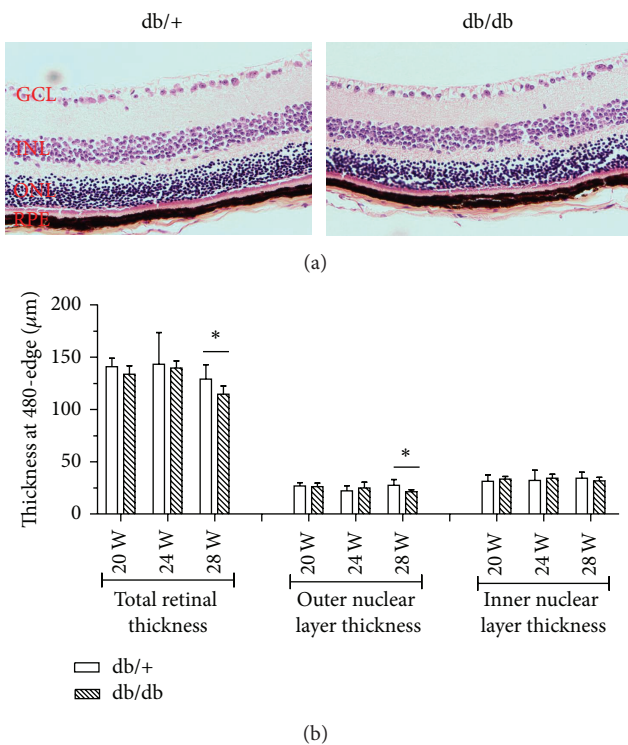 db/+
db/db
GCL
INL
ONL
RPE
(a)
Thickness at 480-edge (μm)
200
150
100
50
0
*
*
20 W
24 W
28 W
20 W
24 W
28 W
20 W
24 W
28 W
Total retinal
thickness
Outer nuclear
layer thickness
Inner nuclear
layer thickness
db/+
db/db
(b)